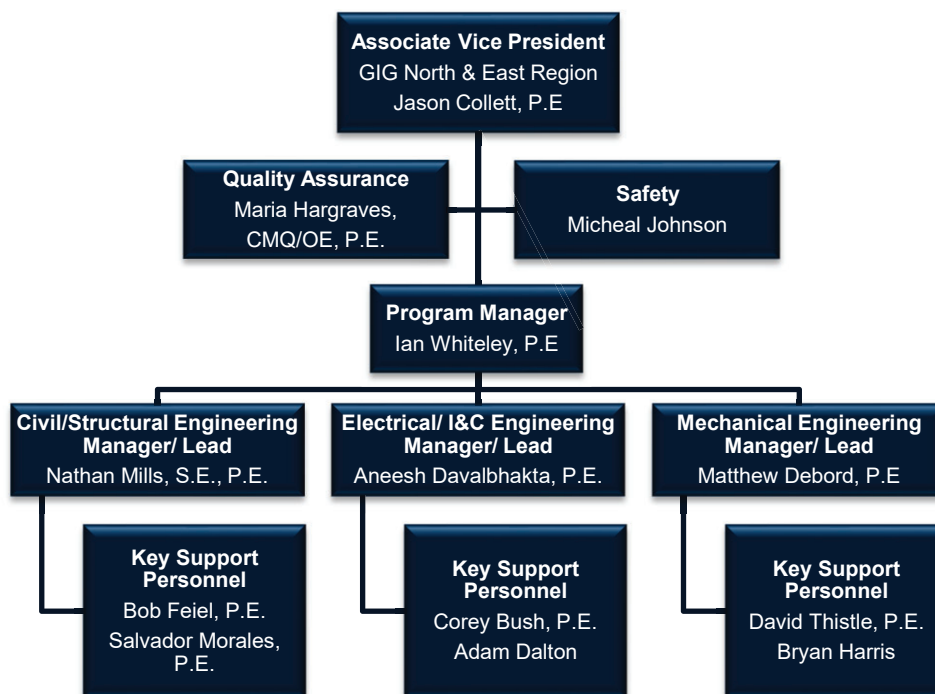 Associate Vice President
GIG North & East Region
Jason Collett, P.E
Quality Assurance
Maria Hargraves,
CMQ/OE, P.E.
Safety
Micheal Johnson
Program Manager
Ian Whiteley, P.E
Civil/Structural Engineering
Manager/ Lead
Nathan Mills, S.E., P.E.
Electrical/ I&C Engineering
Manager/ Lead
Aneesh Davalbhakta, P.E.
Mechanical Engineering
Manager/ Lead
Matthew Debord, P.E
Key Support
Personnel
Bob Feiel, P.E.
Salvador Morales,
P.E.
Key Support
Personnel
Corey Bush, P.E.
Adam Dalton
Key Support
Personnel
David Thistle, P.E.
Bryan Harris